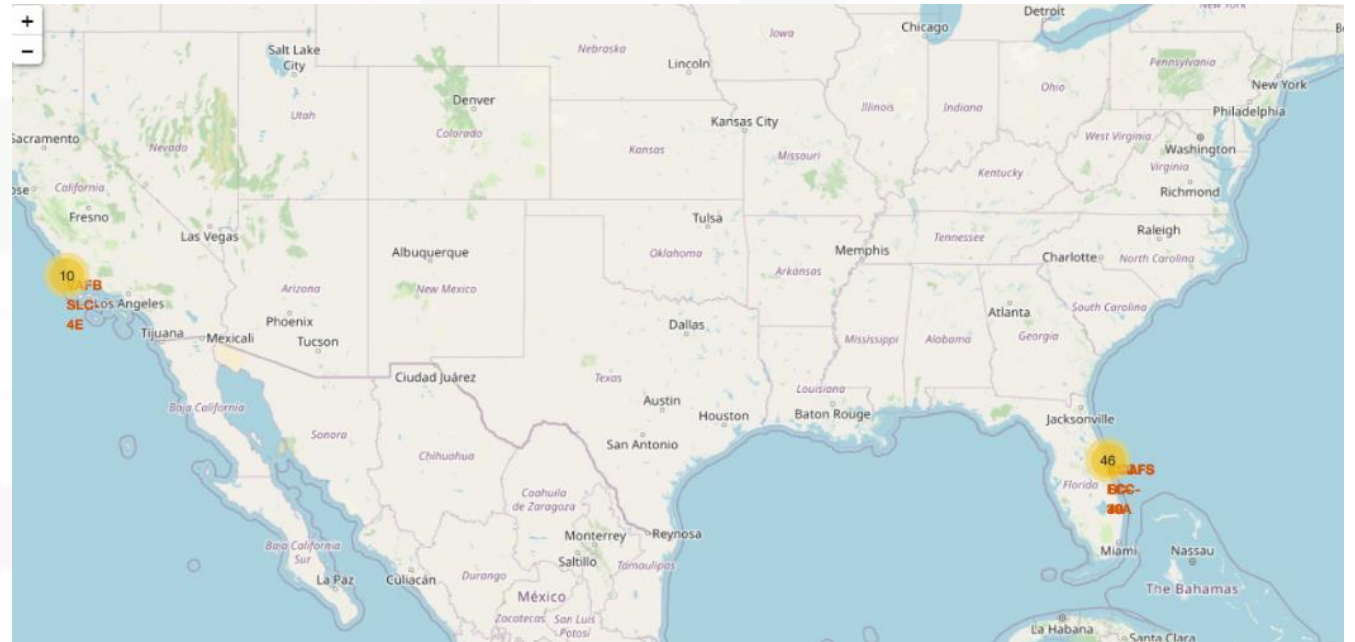 +
−
Detroit
Chicago
Iowa
Nebraska
Salt Lake
City
Lincoln
Pennsylvania
New York
Ohio
Denver
Utah
Illinois
Indiana
Philadelphia
Kansas City
Colorado
Sacramento
Nevada
West Virginia
Washington
Kansas
Missouri
Virginia
Kentucky
California
Richmond
Fresno
Tulsa
Raleigh
Las Vegas
Tennessee
Albuquerque
Memphis
Oklahoma
Charlotte
North Carolina
Arkansas
10
AFB
Arizona
New Mexico
SLC-
Los Angeles
South Carolina
Atlanta
4E
Phoenix
Dallas
Tijuana
Mexicali
Tucson
Mississippi
Alabama
Georgia
Ciudad Juárez
Texas
Louisiana
Austin
Baja California
Houston
Baton Rouge
Jacksonville
Sonora
San Antonio
Chihuahua
46
AFS
Florida
Coahuila
de Zaragoza
Monterrey
Reynosa
Baja California
Sur
Saltillo
Tamaulipas
Miami
Nassau
La Paz
Culiacán
Durango
The Bahamas
México
Zacatecas
San Luis
Potosí
La Habana
Santa Clara